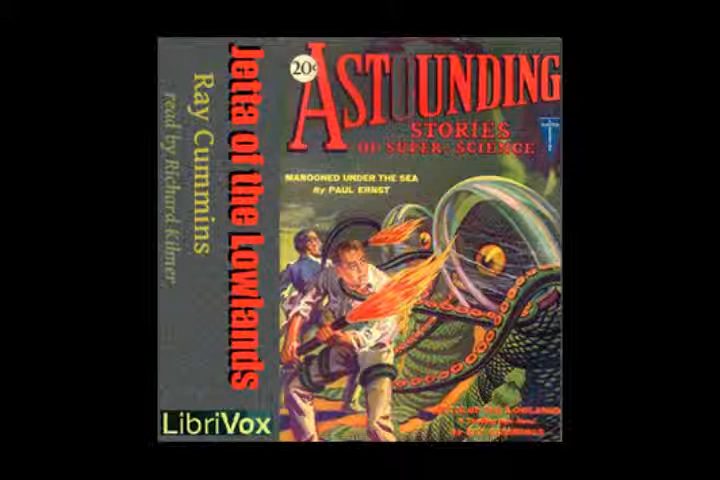 Jetta of the Lowlands
Ray Cummins
read by Richard Kilmer
LibriVox
20¢
ASTOUNDING
STORIES
OF SUPER-SCIENCE
MAROONED UNDER THE SEA
By PAUL ERNST